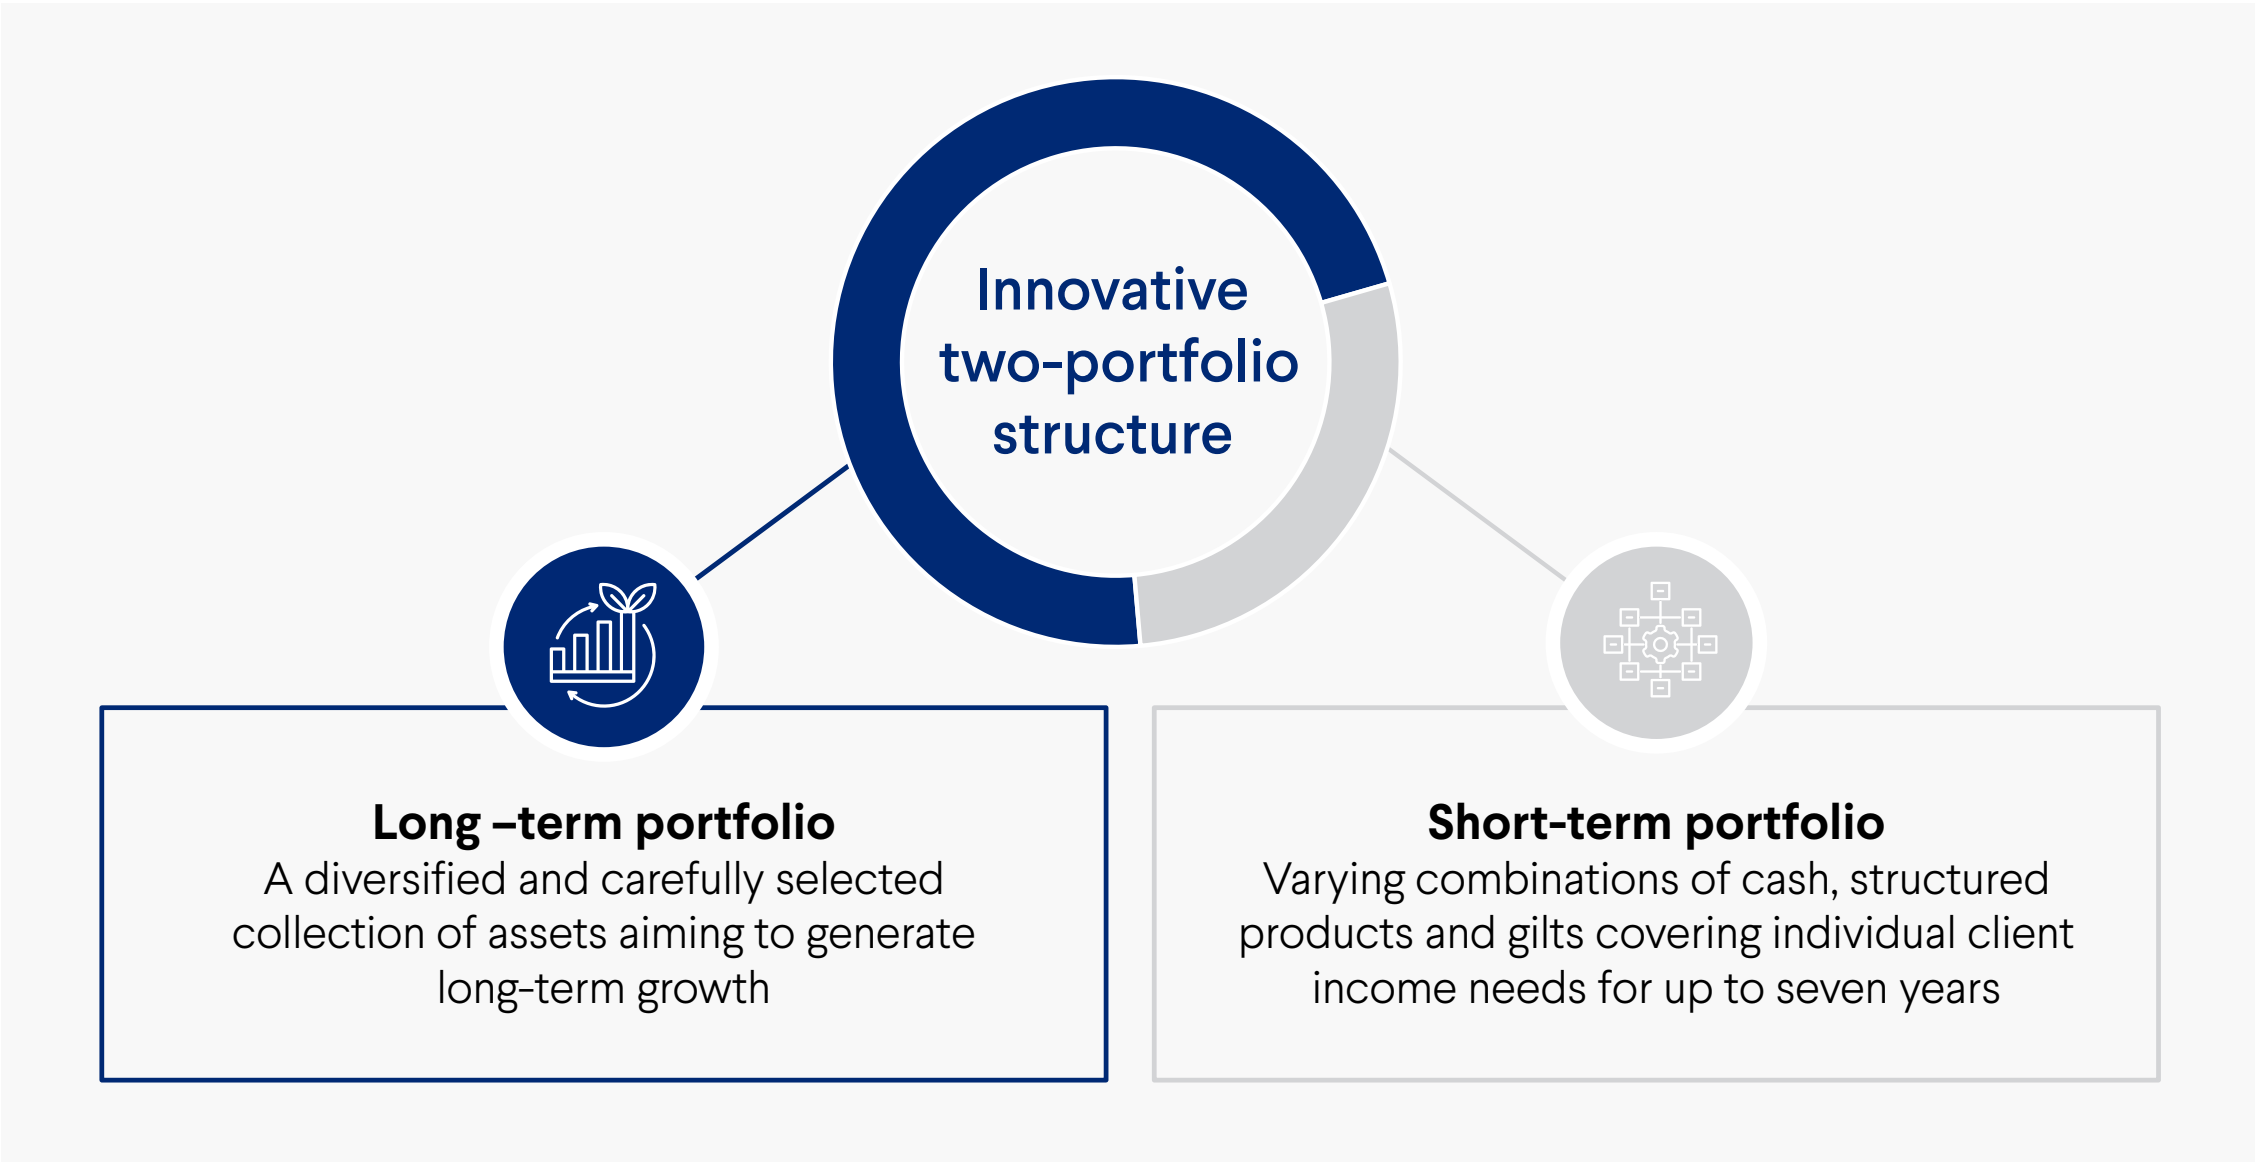 Innovative
two-portfolio
structure
Long –term portfolio
A diversified and carefully selected
collection of assets aiming to generate
long-term growth
Short-term portfolio
Varying combinations of cash, structured
products and gilts covering individual client
income needs for up to seven years